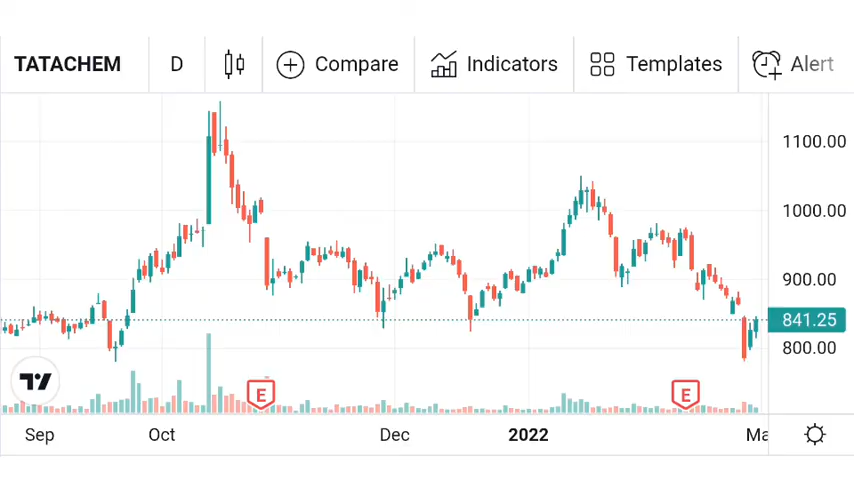 TATACHEM D Compare Indicators Templates Alert
1100.00
1000.00
900.00
841.25
800.00
E E
Sep Oct Dec 2022 Ma